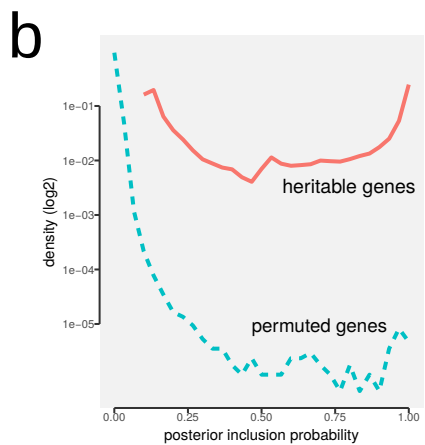 b
1e−01
1e−02
heritable genes
1e−03
density (log2)
1e−04
1e−05
permuted genes
0.00 0.25 0.50 0.75 1.00
posterior inclusion probability